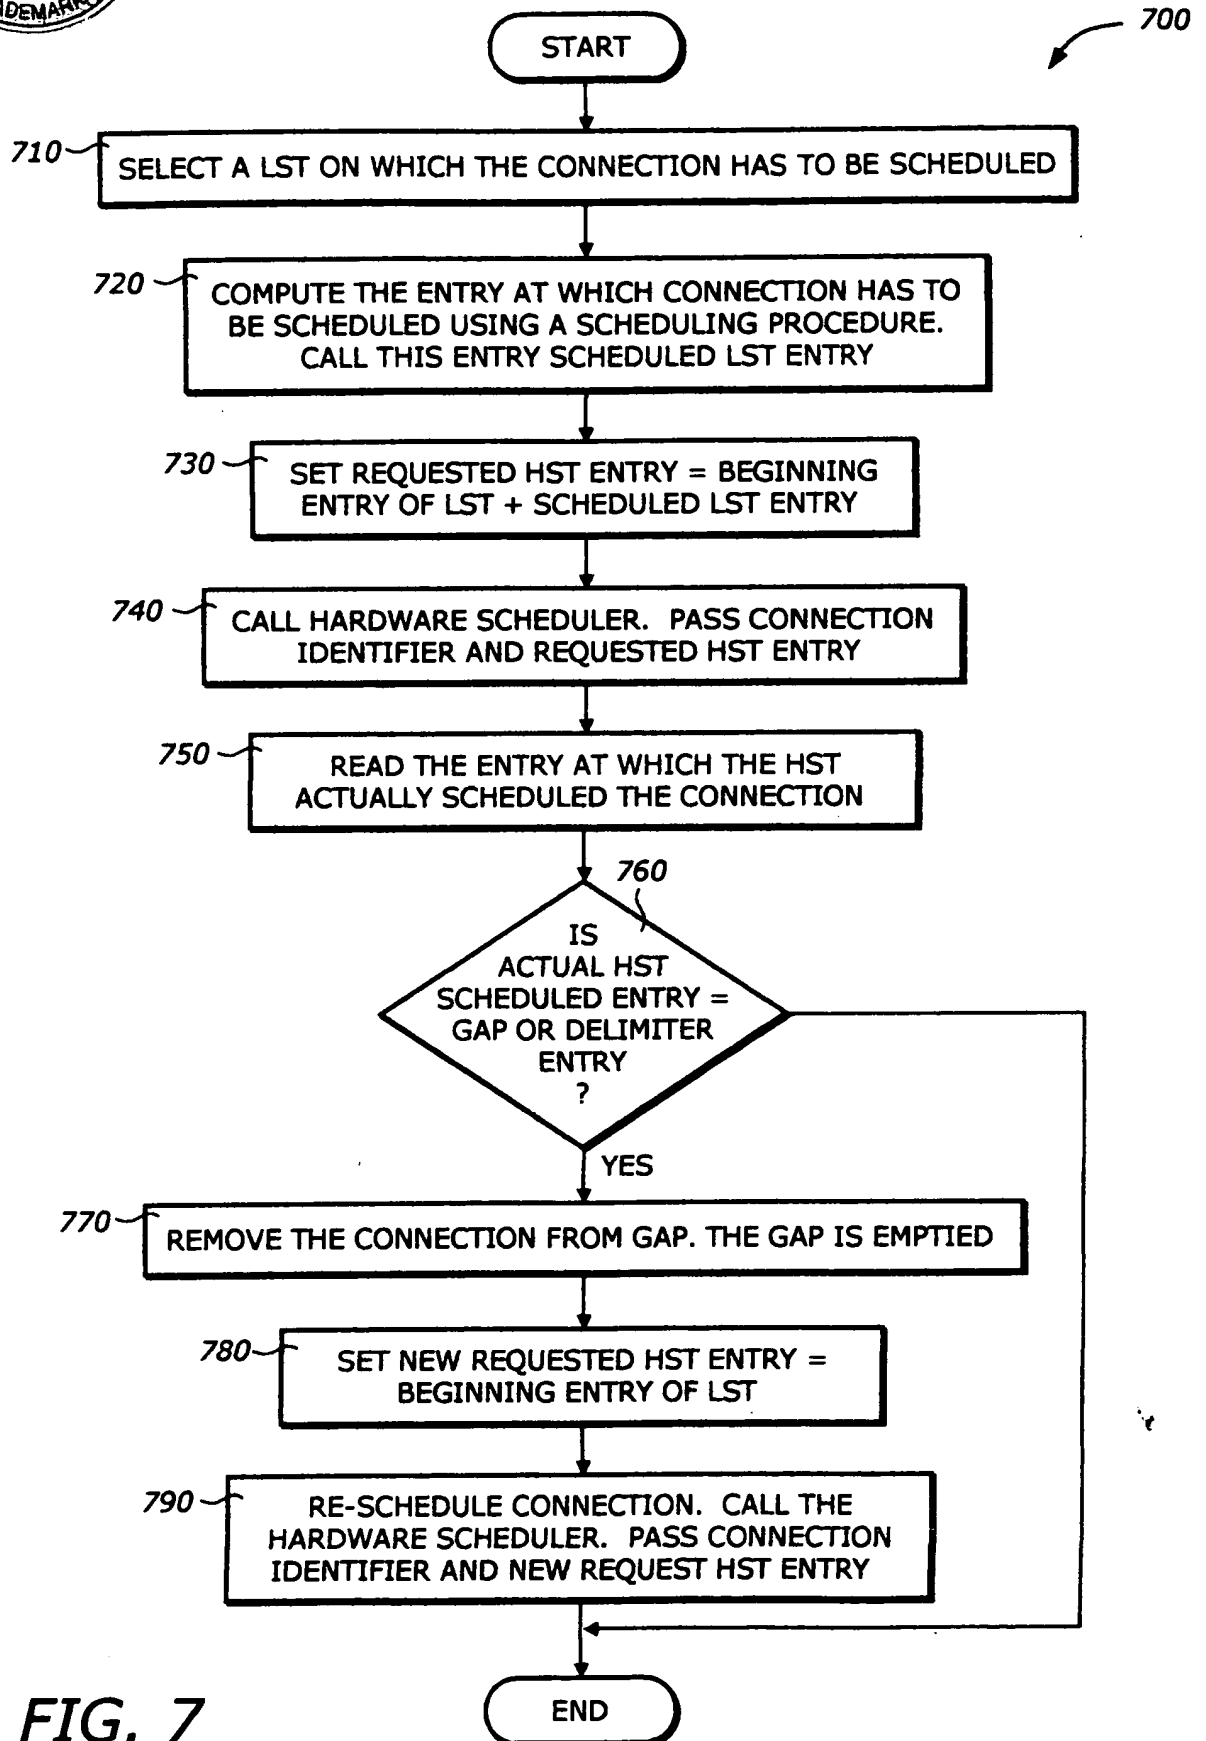 DEMARK
700
START
710
SELECT A LST ON WHICH THE CONNECTION HAS TO BE SCHEDULED
720
COMPUTE THE ENTRY AT WHICH CONNECTION HAS TO
BE SCHEDULED USING A SCHEDULING PROCEDURE.
CALL THIS ENTRY SCHEDULED LST ENTRY
730
SET REQUESTED HST ENTRY = BEGINNING
ENTRY OF LST + SCHEDULED LST ENTRY
740
CALL HARDWARE SCHEDULER. PASS CONNECTION
IDENTIFIER AND REQUESTED HST ENTRY
750
READ THE ENTRY AT WHICH THE HST
ACTUALLY SCHEDULED THE CONNECTION
760
IS
ACTUAL HST
SCHEDULED ENTRY =
GAP OR DELIMITER
ENTRY
?
YES
770
REMOVE THE CONNECTION FROM GAP. THE GAP IS EMPTIED
780
SET NEW REQUESTED HST ENTRY =
BEGINNING ENTRY OF LST
790
RE-SCHEDULE CONNECTION. CALL THE
HARDWARE SCHEDULER. PASS CONNECTION
IDENTIFIER AND NEW REQUEST HST ENTRY
END
FIG. 7